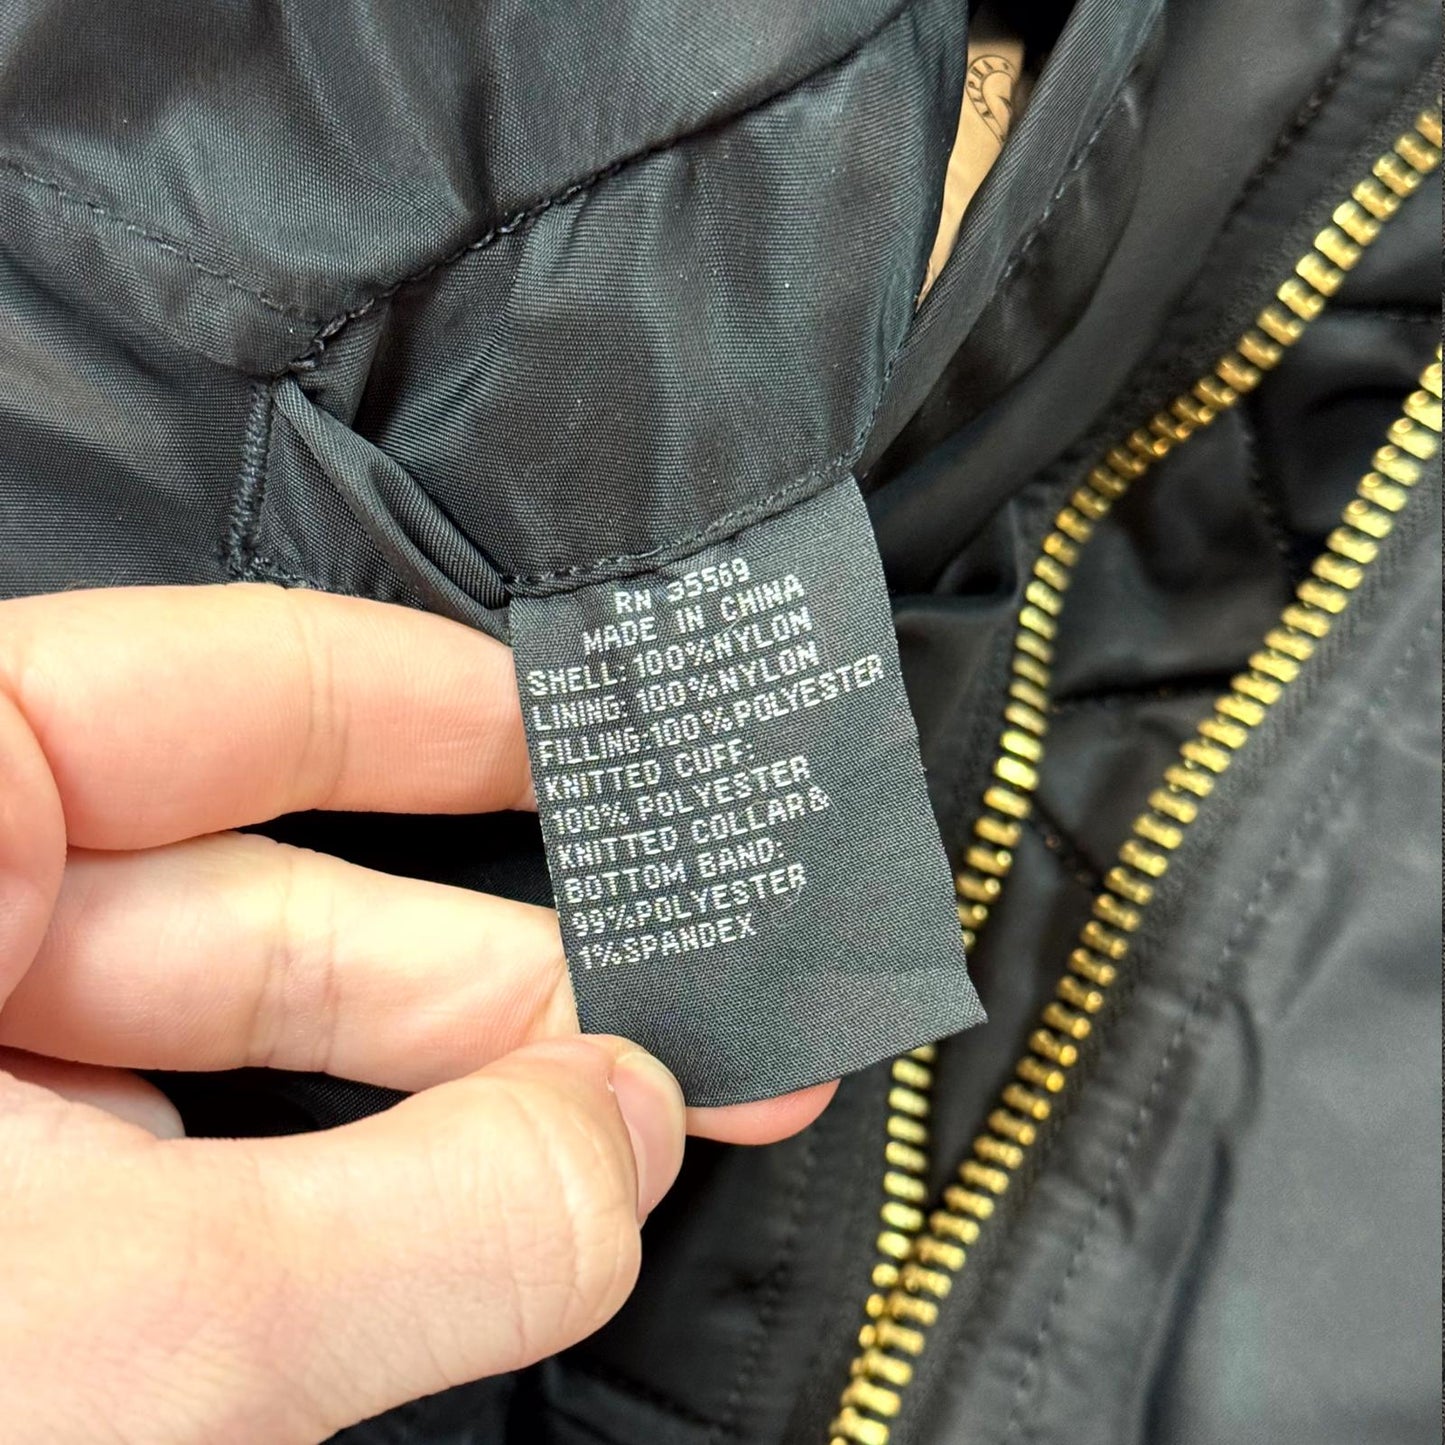 ALPHA
RN 35569
MADE IN CHINA
SHELL:100%NYLON
LINING:100%NYLON
FILLING:100%POLYESTER
KNITTED CUFF:
100%POLYESTER
KNITTED COLLAR&
BOTTOM BAND:
99%POLYESTER
1%SPANDEX